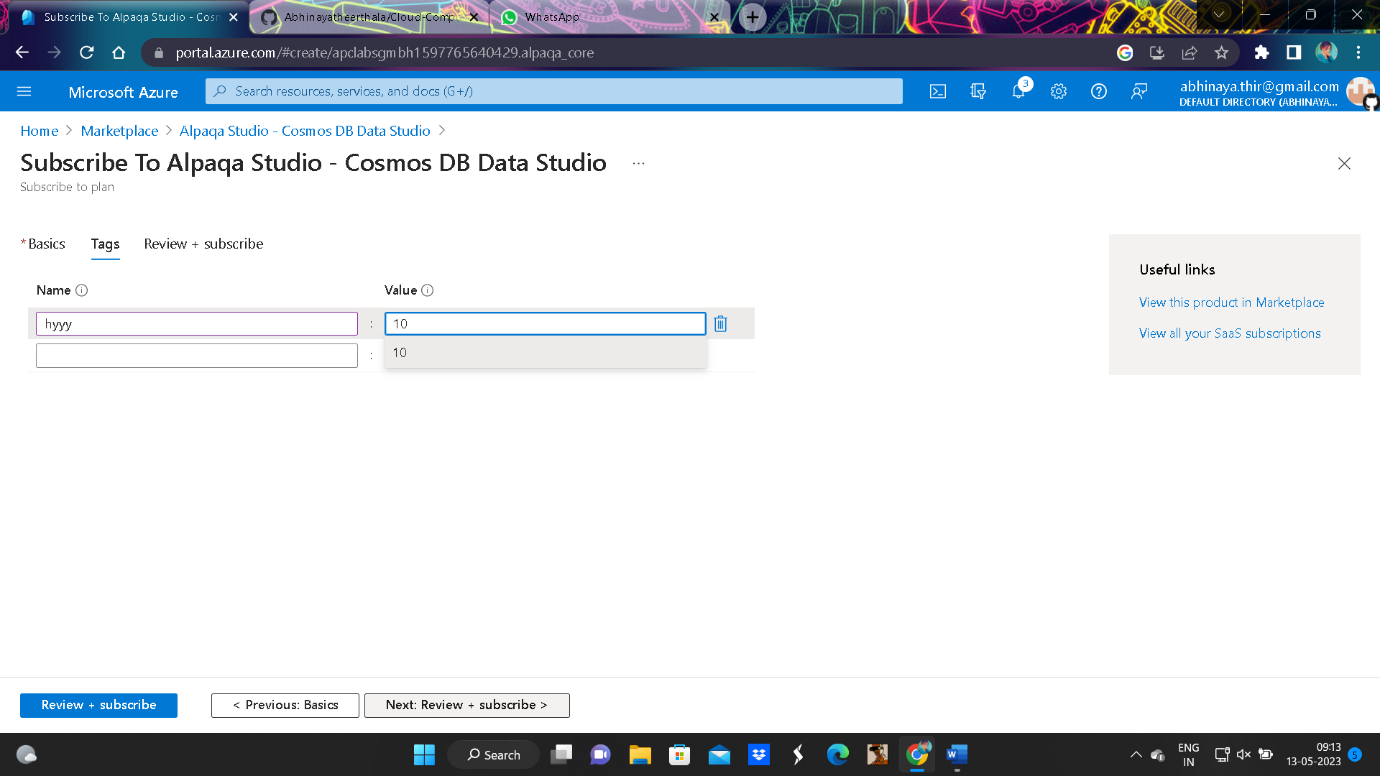 Subscribe To Alpaqa Studio - Cosm
Abhinayatheerthala/Cloud-Comp
WhatsApp
portal.azure.com/#create/apclabsgmbh1597765640429.alpaqa_core
Microsoft Azure
Search resources, services, and docs (G+/)
3
abhinaya.thir@gmail.com
DEFAULT DIRECTORY (ABHINAYA...
Home > Marketplace > Alpaqa Studio - Cosmos DB Data Studio >
Subscribe To Alpaqa Studio - Cosmos DB Data Studio ...
Subscribe to plan
*Basics Tags Review + subscribe
Name Value
hyyy : 10
: 10
Useful links
View this product in Marketplace
View all your SaaS subscriptions
Review + subscribe < Previous: Basics Next: Review + subscribe >
Search
ENG
IN
09:13
13-05-2023
5